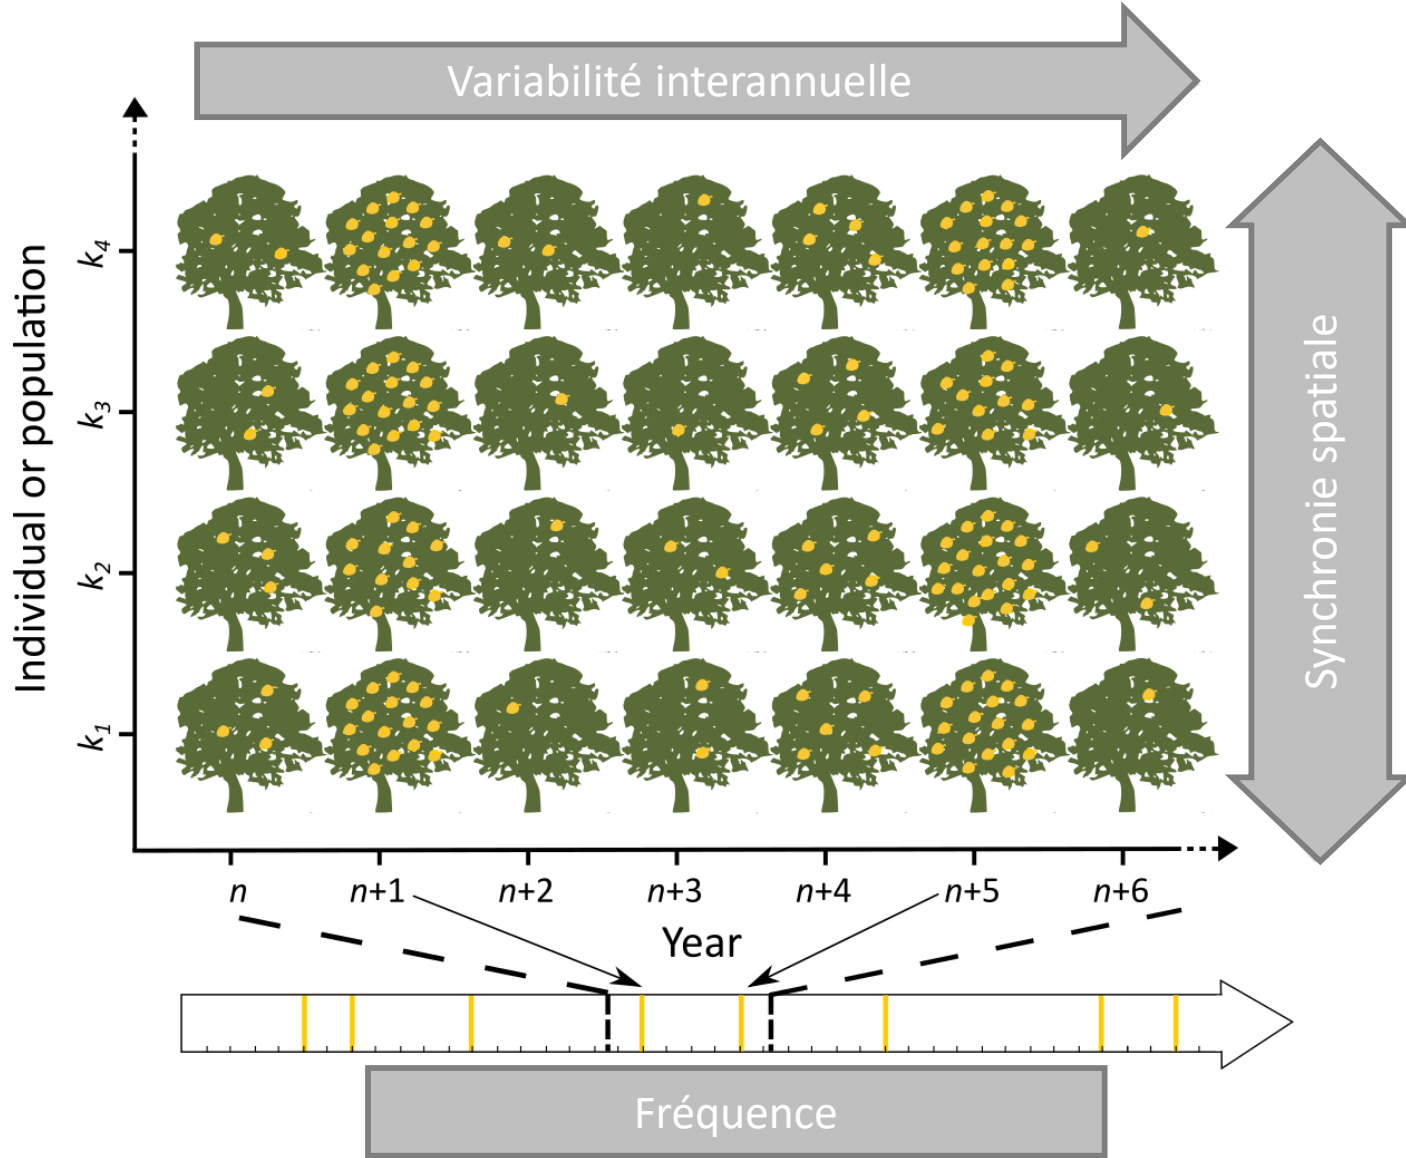 Variabilité interannuelle
Individual or population
k4
k3
k2
k1
Synchronie spatiale
n
n+1
n+2
n+3
n+4
n+5
n+6
Year
Fréquence